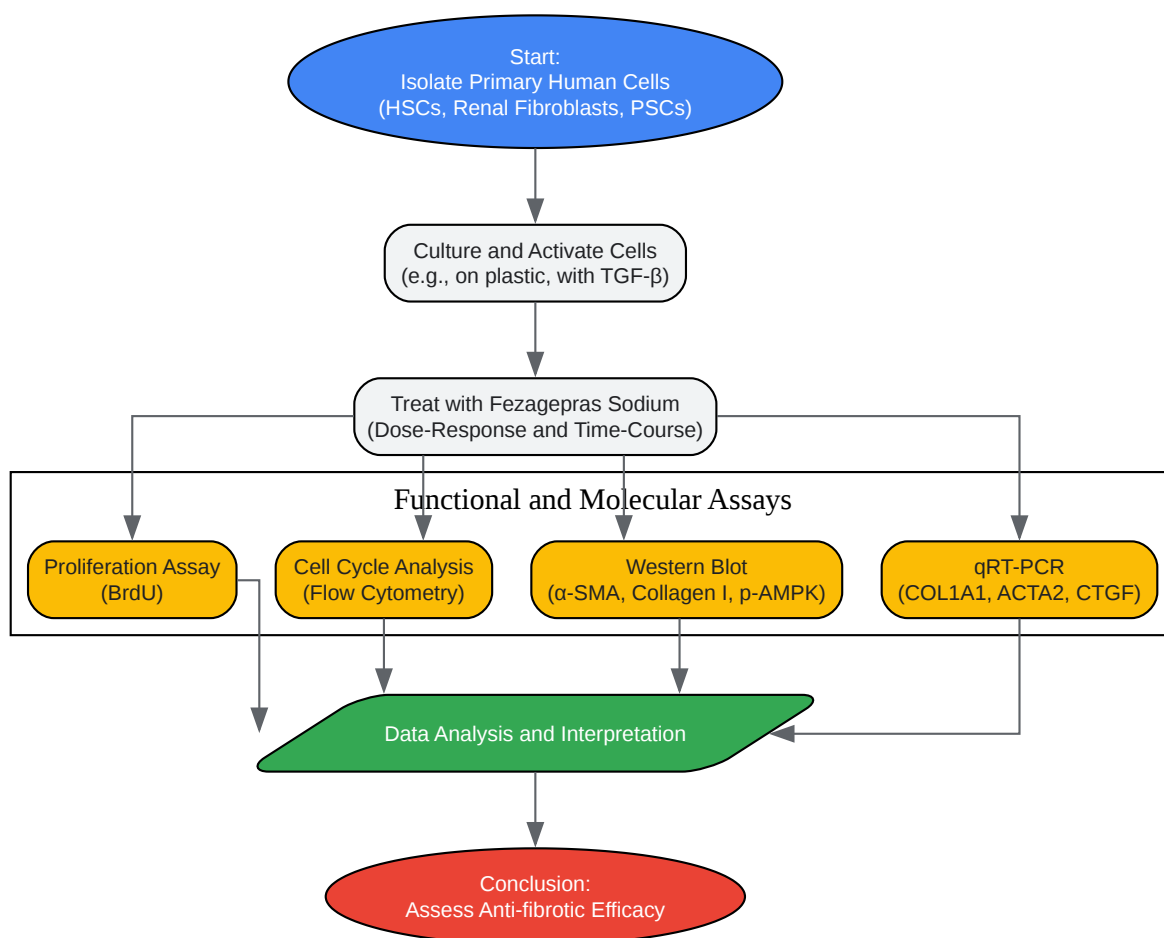 Start:
Isolate Primary Human Cells
(HSCs, Renal Fibroblasts, PSCs)
Culture and Activate Cells
(e.g., on plastic, with TGF-β)
Treat with Fezagepras Sodium
(Dose-Response and Time-Course)
Functional and Molecular Assays
Proliferation Assay
(BrdU)
Cell Cycle Analysis
(Flow Cytometry)
Western Blot
(α-SMA, Collagen I, p-AMPK)
qRT-PCR
(COL1A1, ACTA2, CTGF)
Data Analysis and Interpretation
Conclusion:
Assess Anti-fibrotic Efficacy